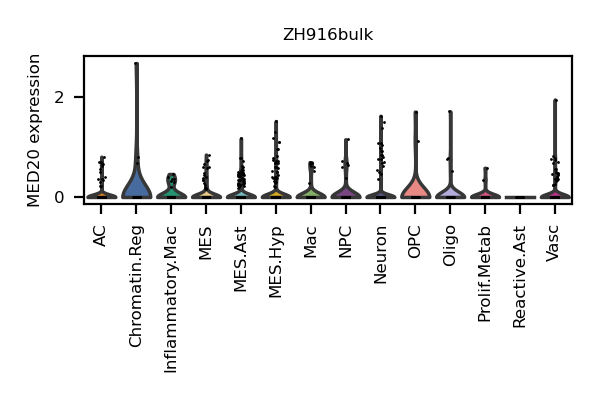 ZH916bulk
MED20 expression
2
0
AC
Chromatin.Reg
Inflammatory.Mac
MES
MES.Ast
MES.Hyp
Mac
NPC
Neuron
OPC
Oligo
Prolif.Metab
Reactive.Ast
Vasc